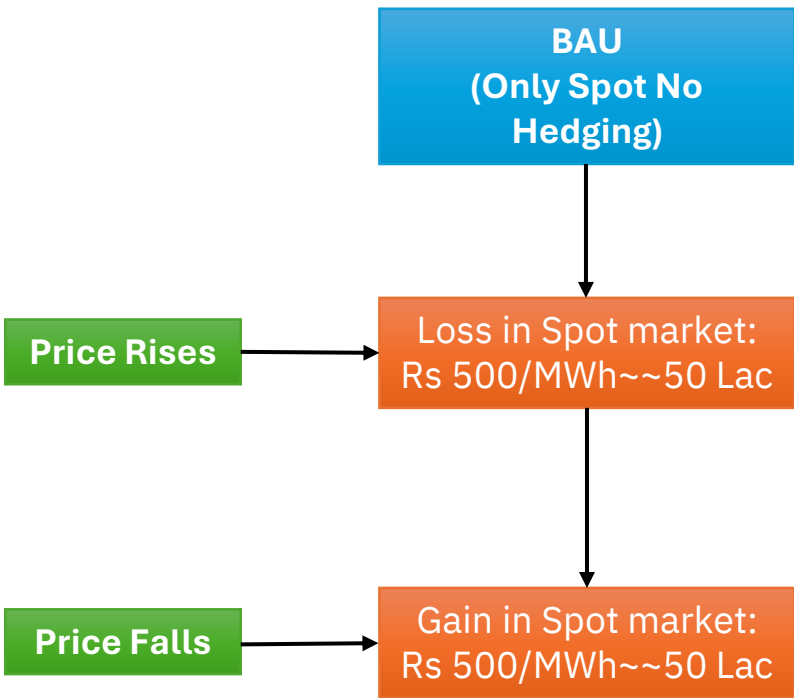 BAU
(Only Spot No
Hedging)
Price Rises
Loss in Spot market:
Rs 500/MWh~~50 Lac
Price Falls
Gain in Spot market:
Rs 500/MWh~~50 Lac